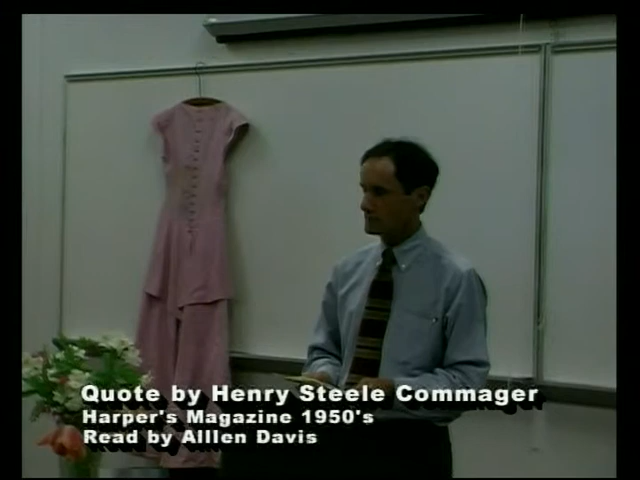 Quote by Henry Steele Commager
Harper's Magazine 1950's
Read by Alllen Davis